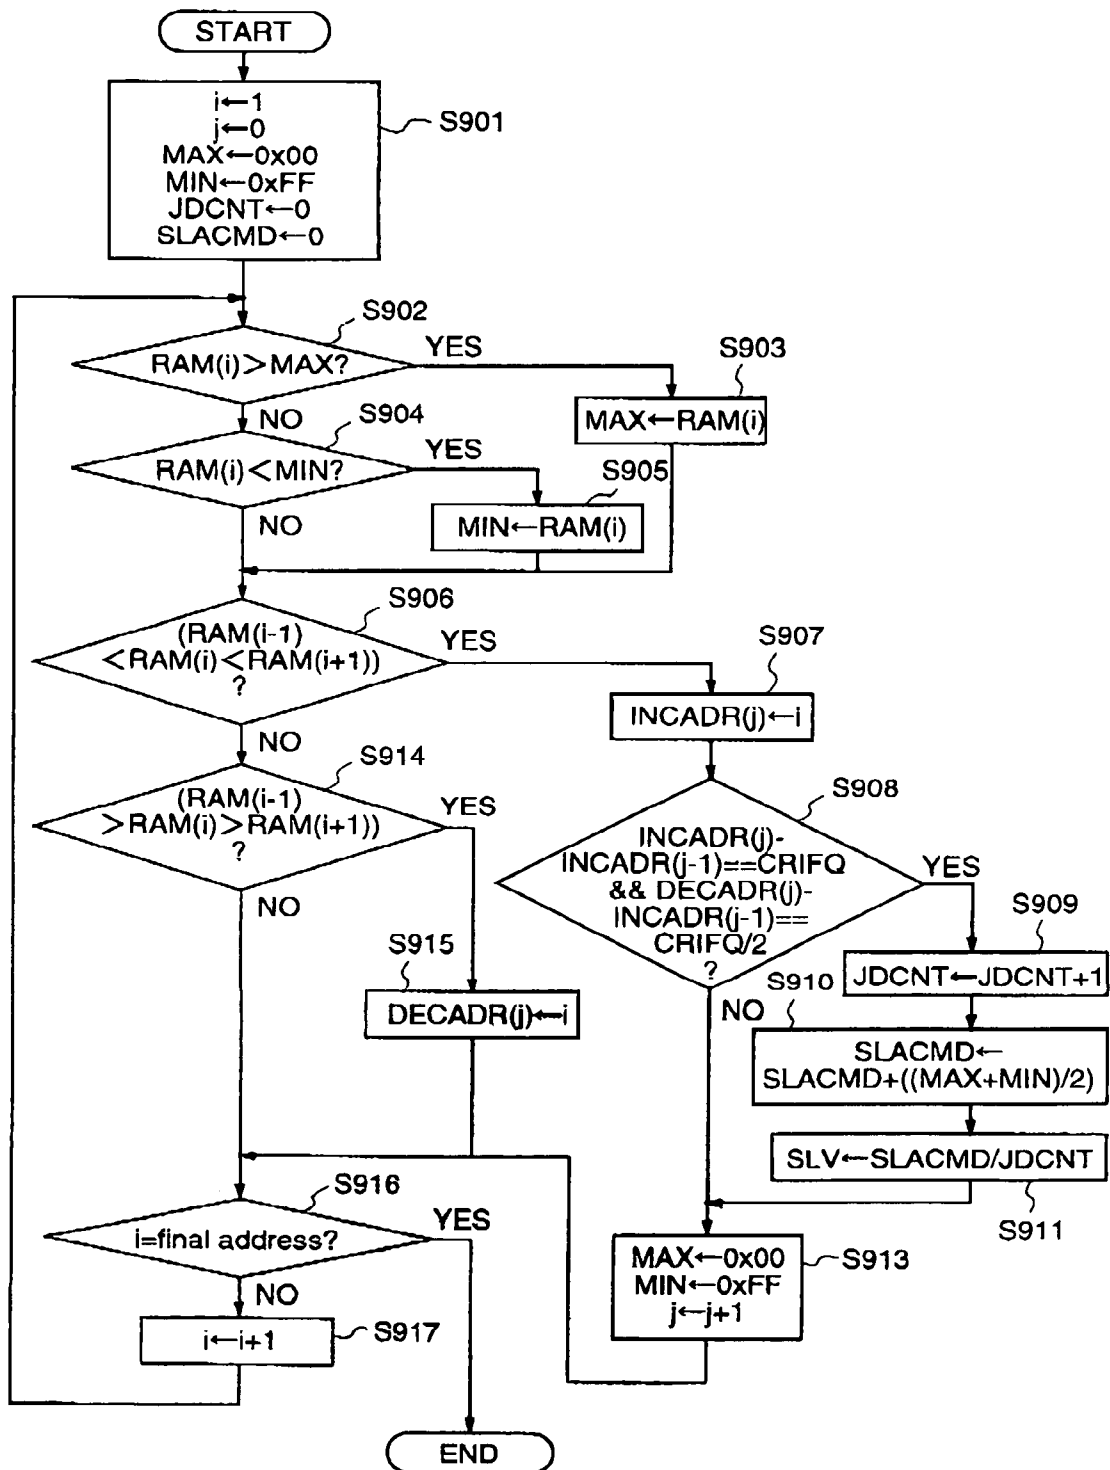 START
i←1
j←0
MAX←0x00
MIN←0xFF
JDCNT←0
SLACMD←0
S901
S902
RAM(i)>MAX?
YES
S903
MAX←RAM(i)
NO
S904
RAM(i)<MIN?
YES
S905
MIN←RAM(i)
NO
S906
(RAM(i-1)
<RAM(i)<RAM(i+1))
?
YES
S907
INCADR(j)←i
NO
S914
(RAM(i-1)
>RAM(i)>RAM(i+1))
?
YES
S908
INCADR(j)-
INCADR(j-1)==CRIFQ
&& DECADR(j)-
INCADR(j-1)==
CRIFQ/2
?
YES
NO
S915
DECADR(j)←i
S909
JDCNT←JDCNT+1
NO
S910
SLACMD←
SLACMD+((MAX+MIN)/2)
SLV←SLACMD/JDCNT
S911
S916
i=final address?
YES
S913
MAX←0x00
MIN←0xFF
j←j+1
NO
i←i+1
S917
END